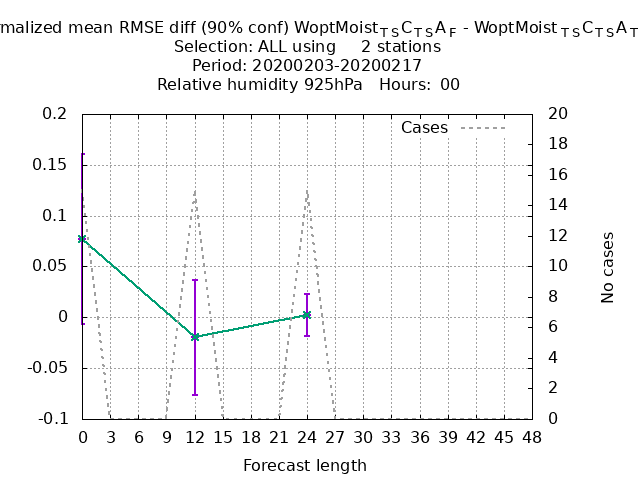 rmalized mean RMSE diff (90% conf) WoptMoistTSCTSAF - WoptMoistTSCTSAT
Selection: ALL using 2 stations
Period: 20200203-20200217
Relative humidity 925hPa Hours: 00
0.2
0.15
0.1
0.05
0
-0.05
-0.1
Cases
20
18
16
14
12
10
8
6
4
2
0
No cases
0 3 6 9 12 15 18 21 24 27 30 33 36 39 42 45 48
Forecast length